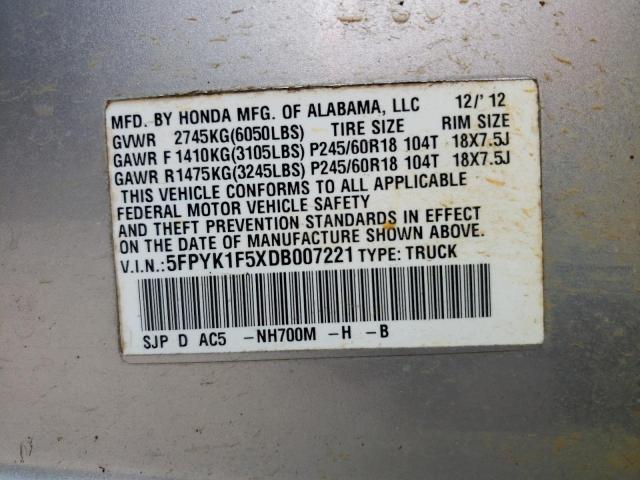 MFD. BY HONDA MFG. OF ALABAMA, LLC 12/'12
GVWR 2745KG(6050LBS) TIRE SIZE RIM SIZE
GAWR F 1410KG(3105LBS) P245/60R18 104T 18X7.5J
GAWR R1475KG(3245LBS) P245/60R18 104T 18X7.5J
THIS VEHICLE CONFORMS TO ALL APPLICABLE
FEDERAL MOTOR VEHICLE SAFETY
AND THEFT PREVENTION STANDARDS IN EFFECT
ON THE DATE OF MANUFACTURE SHOWN ABOVE.
V.I.N.:5FPYK1F5XDB007221 TYPE: TRUCK
SJP D AC5 -NH700M -H -B